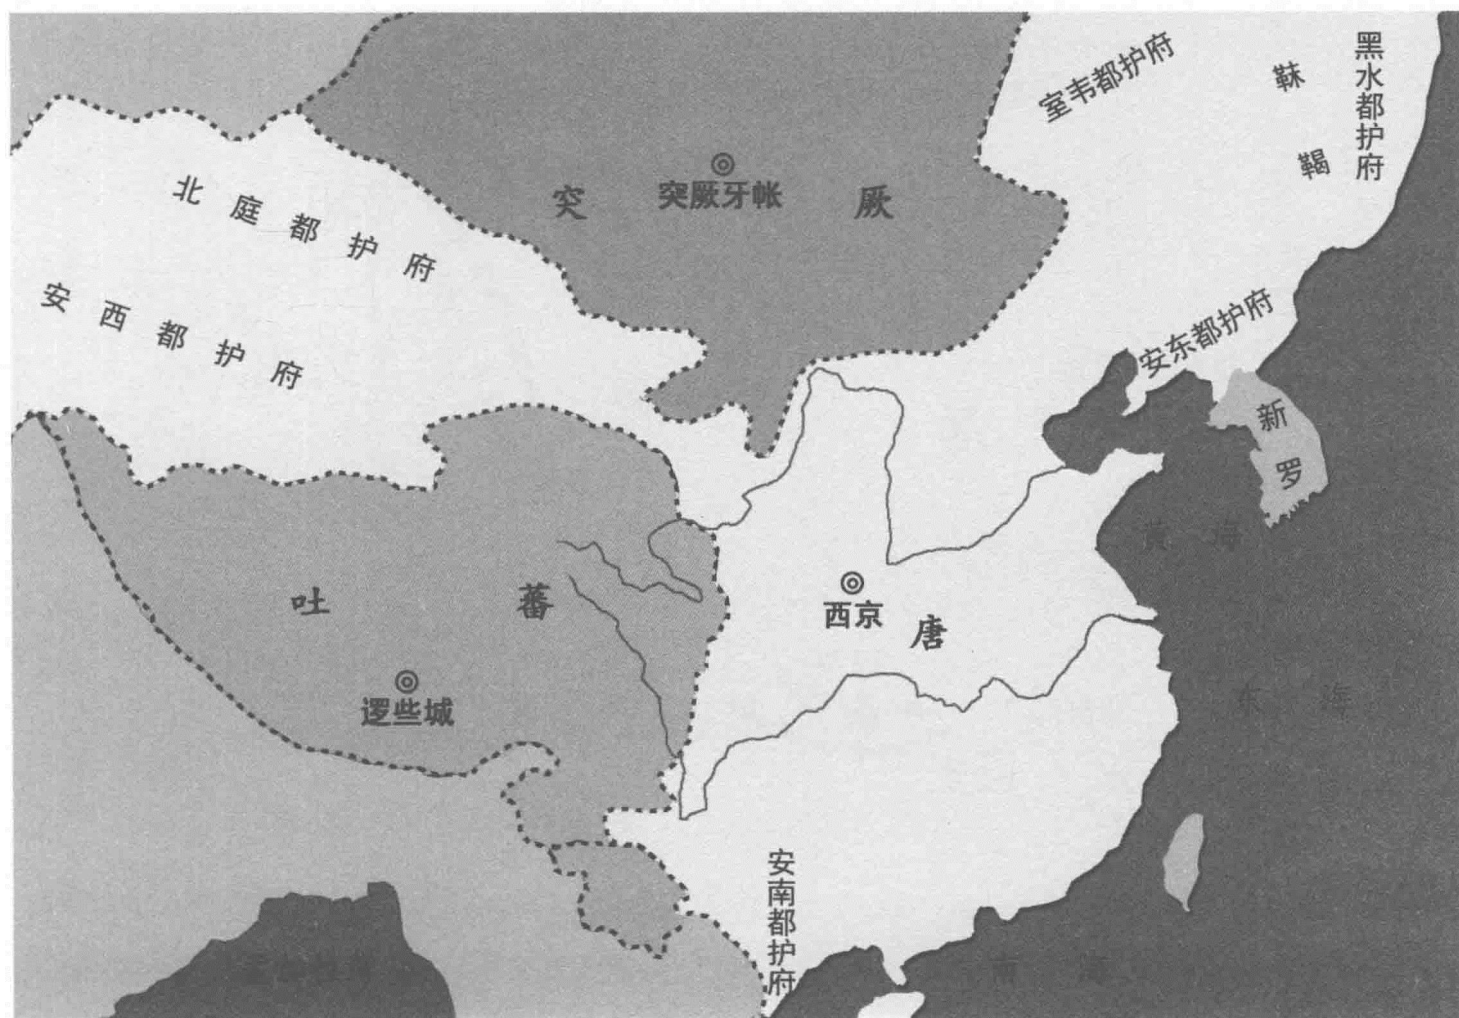 室韦都护府
靺鞨
黑水都护府
突厥
突厥牙帐
北庭都护府
安西都护府
安东都护府
新罗
黄海
吐蕃
西京
唐
逻些城
东海
安南都护府
南海